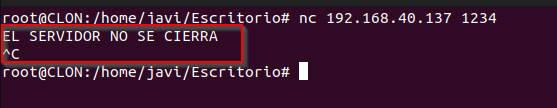 root@CLON:/home/javi/Escritorio# nc 192.168.40.137 1234
EL SERVIDOR NO SE CIERRA
^C
root@CLON:/home/javi/Escritorio#